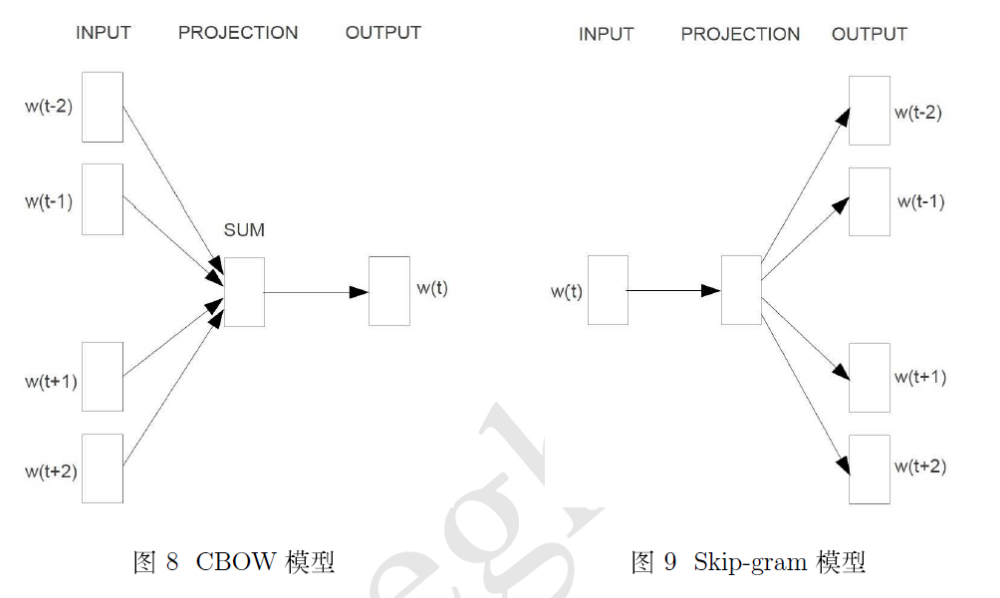 INPUT PROJECTION OUTPUT
w(t-2)
w(t-1)
SUM
w(t)
w(t+1)
w(t+2)
图 8 CBOW 模型
INPUT PROJECTION OUTPUT
w(t-2)
w(t-1)
w(t)
w(t+1)
w(t+2)
图 9 Skip-gram 模型